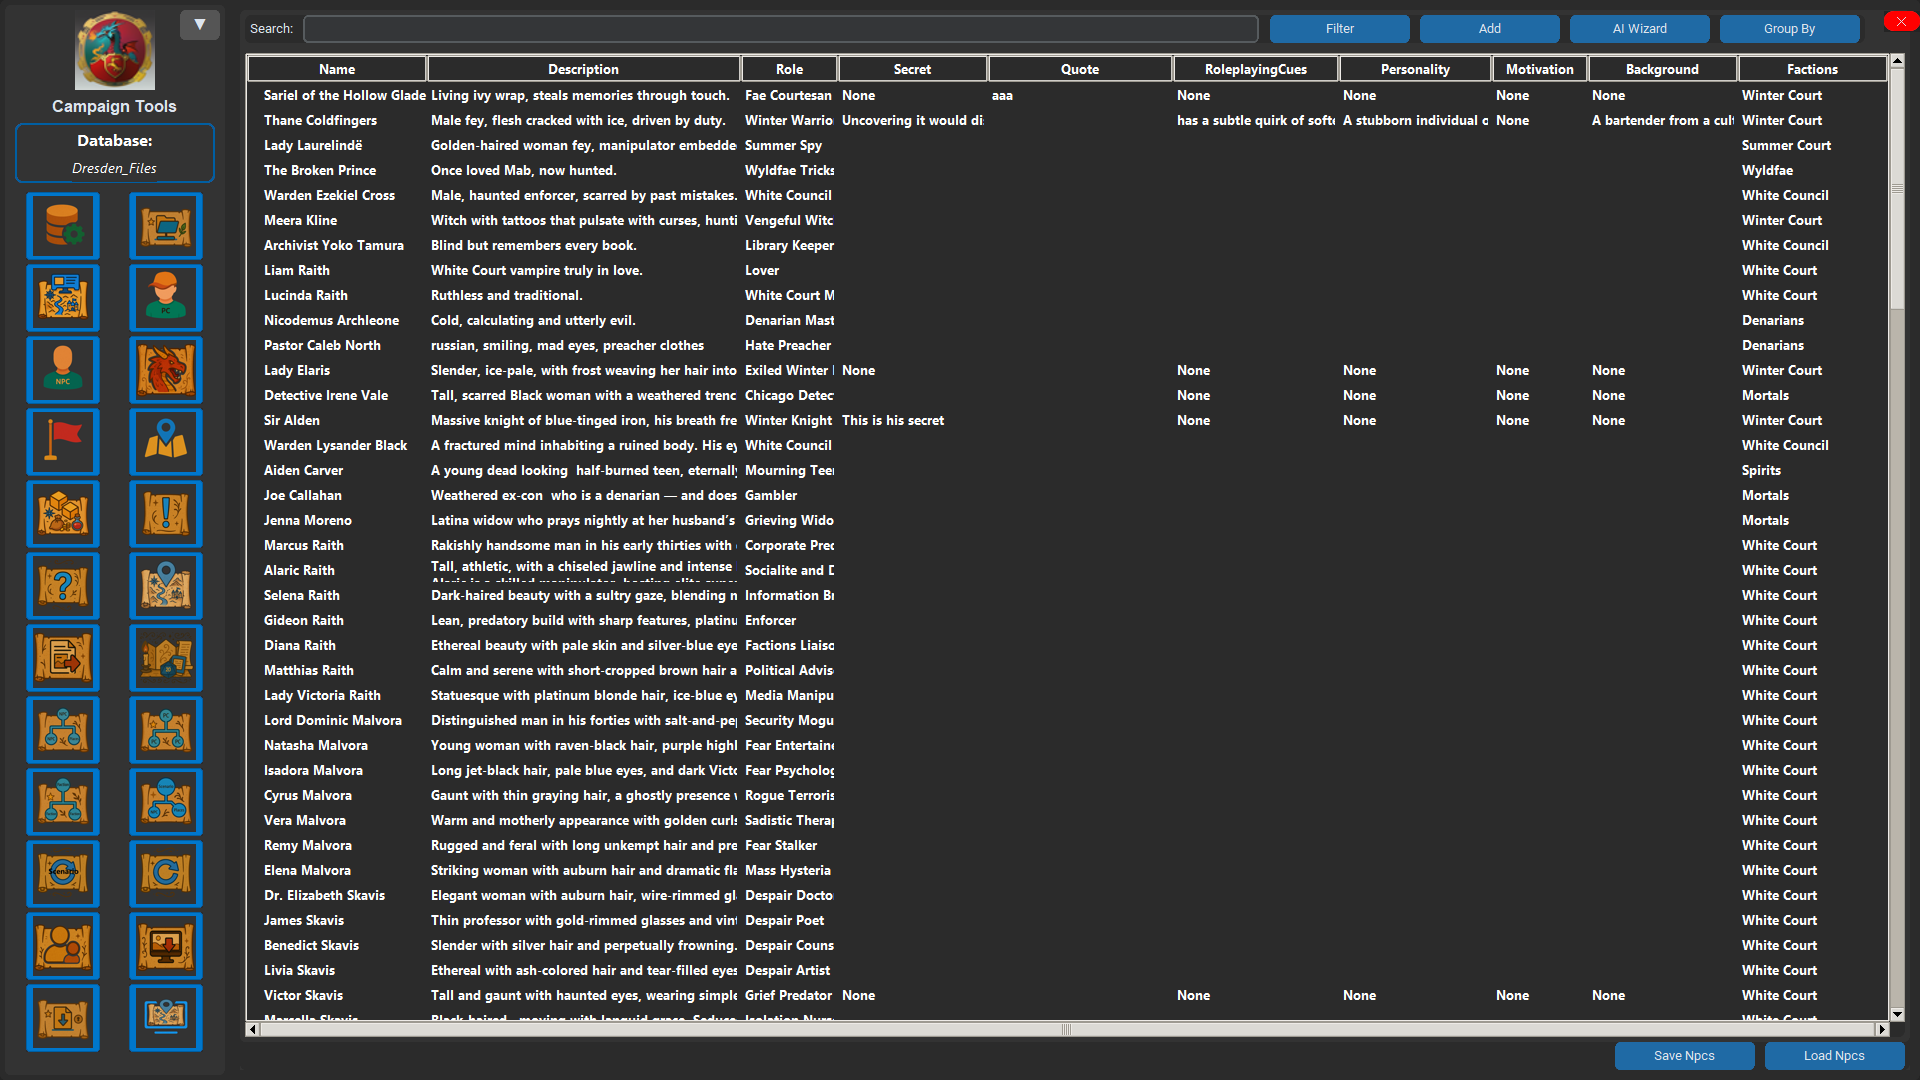 ▼
Search:
Filter
Add
AI Wizard
Group By
Campaign Tools
Database:
Dresden_Files
PC
NPC
Scenario
Name Description Role Secret Quote RoleplayingCues Personality Motivation Background Factions
Sariel of the Hollow Glade Living ivy wrap, steals memories through touch. Fae Courtesan None aaa None None None None Winter Court
Thane Coldfingers Male fey, flesh cracked with ice, driven by duty. Winter Warrio Uncovering it would di has a subtle quirk of soft A stubborn individual o None A bartender from a cul Winter Court
Lady Laurelindë Golden-haired woman fey, manipulator embedde Summer Spy Summer Court
The Broken Prince Once loved Mab, now hunted. Wyldfae Tricks Wyldfae
Warden Ezekiel Cross Male, haunted enforcer, scarred by past mistakes. White Council White Council
Meera Kline Witch with tattoos that pulsate with curses, hunti Vengeful Witc Winter Court
Archivist Yoko Tamura Blind but remembers every book. Library Keeper White Council
Liam Raith White Court vampire truly in love. Lover White Court
Lucinda Raith Ruthless and traditional. White Court M White Court
Nicodemus Archleone Cold, calculating and utterly evil. Denarian Mast Denarians
Pastor Caleb North russian, smiling, mad eyes, preacher clothes Hate Preacher Denarians
Lady Elaris Slender, ice-pale, with frost weaving her hair into Exiled Winter None None None None None Winter Court
Detective Irene Vale Tall, scarred Black woman with a weathered trenc Chicago Detec None None None None Mortals
Sir Alden Massive knight of blue-tinged iron, his breath fre Winter Knight This is his secret None None None None Winter Court
Warden Lysander Black A fractured mind inhabiting a ruined body. His ey White Council White Council
Aiden Carver A young dead looking  half-burned teen, eternally Mourning Tee Spirits
Joe Callahan Weathered ex-con  who is a denarian — and does Gambler Mortals
Jenna Moreno Latina widow who prays nightly at her husband’s Grieving Wido Mortals
Marcus Raith Rakishly handsome man in his early thirties with Corporate Pred White Court
Alaric Raith Tall, athletic, with a chiseled jawline and intense Socialite and D White Court
Selena Raith Dark-haired beauty with a sultry gaze, blending Information Br White Court
Gideon Raith Lean, predatory build with sharp features, platinu Enforcer White Court
Diana Raith Ethereal beauty with pale skin and silver-blue eye Factions Liaiso White Court
Matthias Raith Calm and serene with short-cropped brown hair a Political Advis White Court
Lady Victoria Raith Statuesque with platinum blonde hair, ice-blue ey Media Manipu White Court
Lord Dominic Malvora Distinguished man in his forties with salt-and-pep Security Mogu White Court
Natasha Malvora Young woman with raven-black hair, purple highl Fear Entertaine White Court
Isadora Malvora Long jet-black hair, pale blue eyes, and dark Victo Fear Psycholog White Court
Cyrus Malvora Gaunt with thin graying hair, a ghostly presence Rogue Terroris White Court
Vera Malvora Warm and motherly appearance with golden curls Sadistic Therap White Court
Remy Malvora Rugged and feral with long unkempt hair and pre Fear Stalker White Court
Elena Malvora Striking woman with auburn hair and dramatic fla Mass Hysteria White Court
Dr. Elizabeth Skavis Elegant woman with auburn hair, wire-rimmed gl Despair Docto White Court
James Skavis Thin professor with gold-rimmed glasses and vint Despair Poet White Court
Benedict Skavis Slender with silver hair and perpetually frowning. Despair Couns White Court
Livia Skavis Ethereal with ash-colored hair and tear-filled eyes Despair Artist White Court
Victor Skavis Tall and gaunt with haunted eyes, wearing simple Grief Predator None None None None None White Court
Save Npcs
Load Npcs